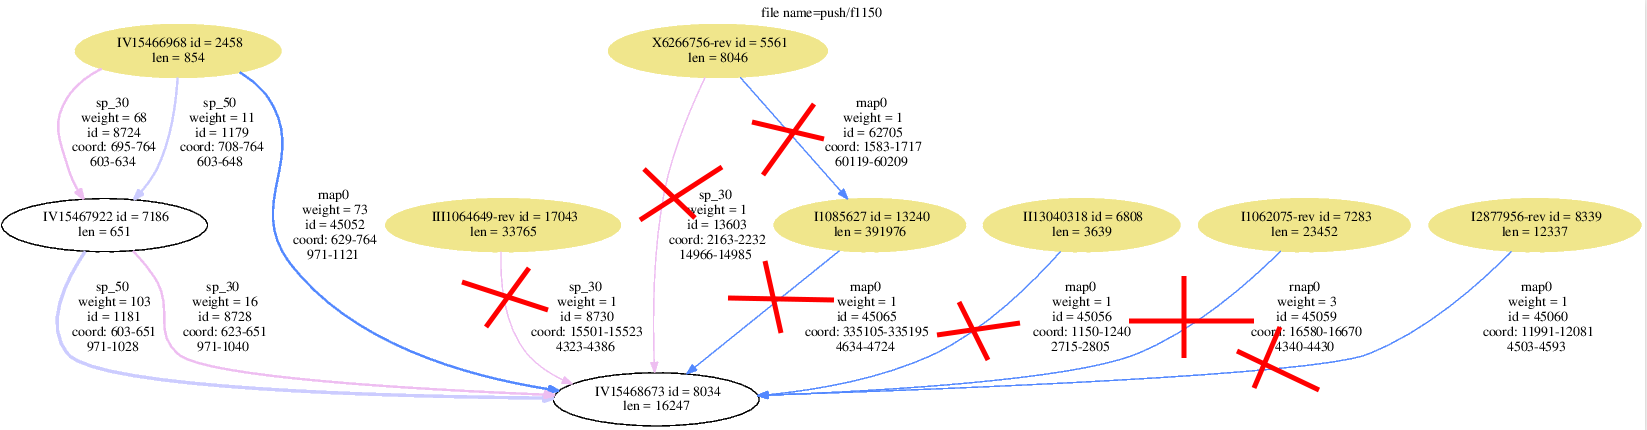 file name=push/f1150
IV15466968 id = 2458
len = 854
X6266756-rev id = 5561
len = 8046
sp_30
weight = 68
id = 8724
coord: 695-764
603-634
sp_50
weight = 11
id = 1179
coord: 708-764
603-648
map0
weight = 1
id = 62705
coord: 1583-1717
60119-60209
map0
weight = 73
id = 45052
coord: 629-764
971-1121
sp_30
weight = 1
id = 13603
coord: 2163-2232
14966-14985
IV15467922 id = 7186
len = 651
III1064649-rev id = 17043
len = 33765
I1085627 id = 13240
len = 391976
II13040318 id = 6808
len = 3639
I1062075-rev id = 7283
len = 23452
I2877956-rev id = 8339
len = 12337
sp_50
weight = 103
id = 1181
coord: 603-651
971-1028
sp_30
weight = 16
id = 8728
coord: 623-651
971-1040
sp_30
weight = 1
id = 8730
coord: 15501-15523
4323-4386
map0
weight = 1
id = 45065
coord: 335105-335195
4634-4724
map0
weight = 1
id = 45056
coord: 1150-1240
2715-2805
map0
weight = 3
id = 45059
coord: 16580-16670
4340-4430
map0
weight = 1
id = 45060
coord: 11991-12081
4503-4593
IV15468673 id = 8034
len = 16247